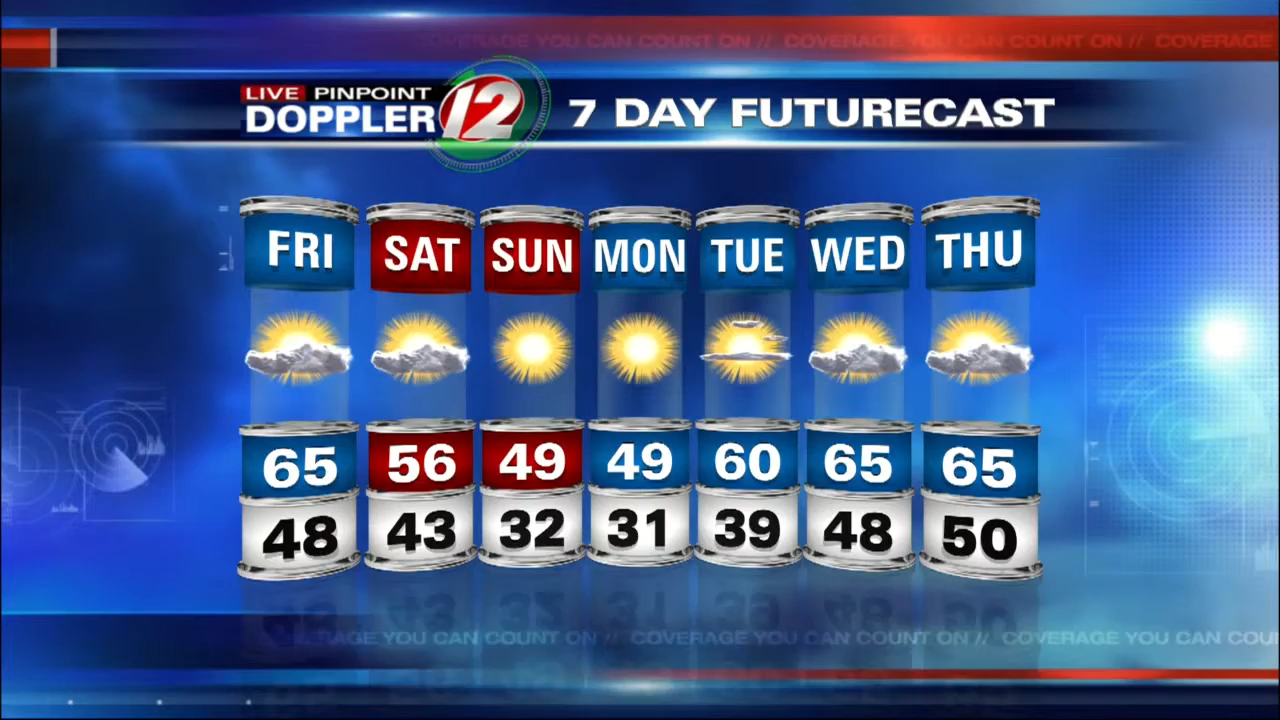 COVERAGE YOU CAN COUNT ON // COVERAGE YOU CAN COUNT ON // COVERAGE
LIVE PINPOINT
DOPPLER 12
7 DAY FUTURECAST
FRI SAT SUN MON TUE WED THU
65 56 49 49 60 65 65
48 43 32 31 39 48 50
RAGE YOU CAN COUNT ON // COVERAGE YOU CAN COUNT ON // COVERAGE YOU CAN COU